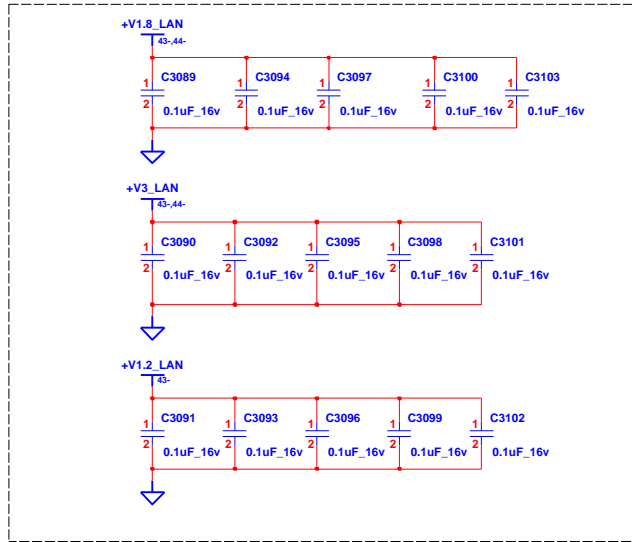 +V1.8_LAN
43-,44-
C3089 C3094 C3097 C3100 C3103
1 1 1 1 1
2 2 2 2 2
0.1uF_16v 0.1uF_16v 0.1uF_16v 0.1uF_16v 0.1uF_16v
+V3_LAN
43-,44-
C3090 C3092 C3095 C3098 C3101
1 1 1 1 1
2 2 2 2 2
0.1uF_16v 0.1uF_16v 0.1uF_16v 0.1uF_16v 0.1uF_16v
+V1.2_LAN
43-
C3091 C3093 C3096 C3099 C3102
1 1 1 1 1
2 2 2 2 2
0.1uF_16v 0.1uF_16v 0.1uF_16v 0.1uF_16v 0.1uF_16v